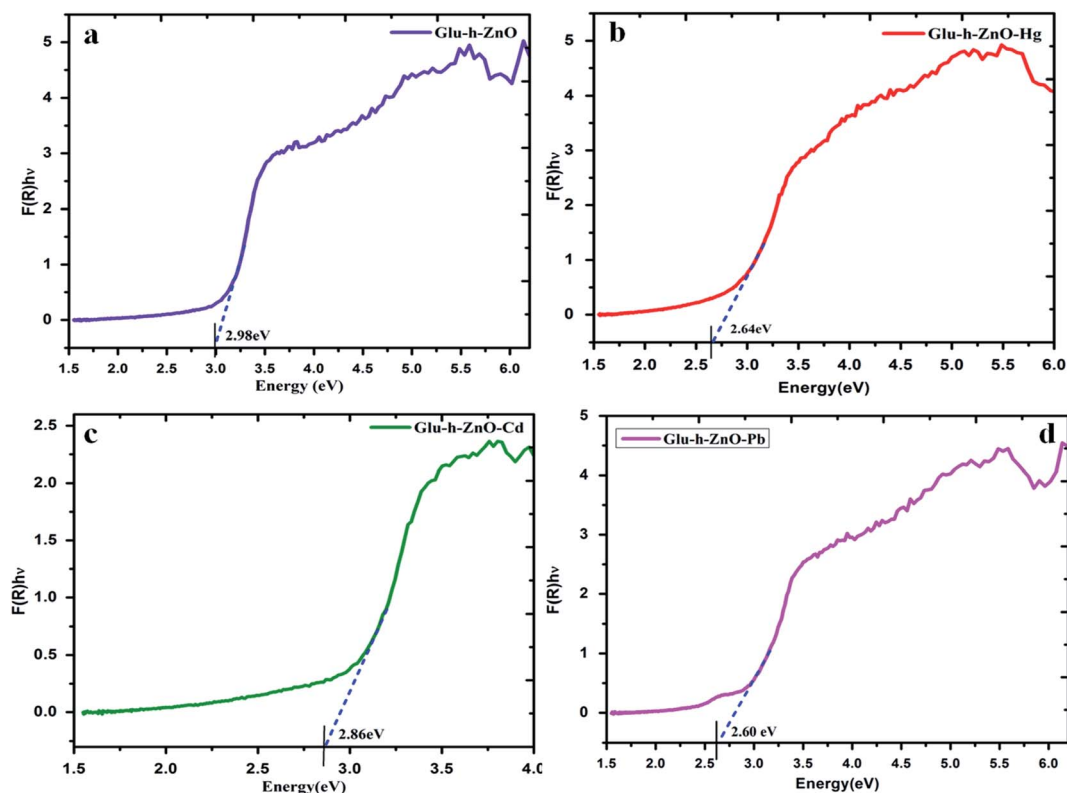 a
Glu-h-ZnO
F(R)hν
5
4
3
2
1
0
2.98eV
1.5 2.0 2.5 3.0 3.5 4.0 4.5 5.0 5.5 6.0
Energy (eV)
b
Glu-h-ZnO-Hg
F(R)hν
5
4
3
2
1
0
2.64eV
1.5 2.0 2.5 3.0 3.5 4.0 4.5 5.0 5.5 6.0
Energy(eV)
c
Glu-h-ZnO-Cd
F(R)hν
2.5
2.0
1.5
1.0
0.5
0.0
2.86eV
1.5 2.0 2.5 3.0 3.5 4.0
Energy(eV)
d
Glu-h-ZnO-Pb
F(R)hν
5
4
3
2
1
0
2.60 eV
1.5 2.0 2.5 3.0 3.5 4.0 4.5 5.0 5.5 6.0
Energy(eV)